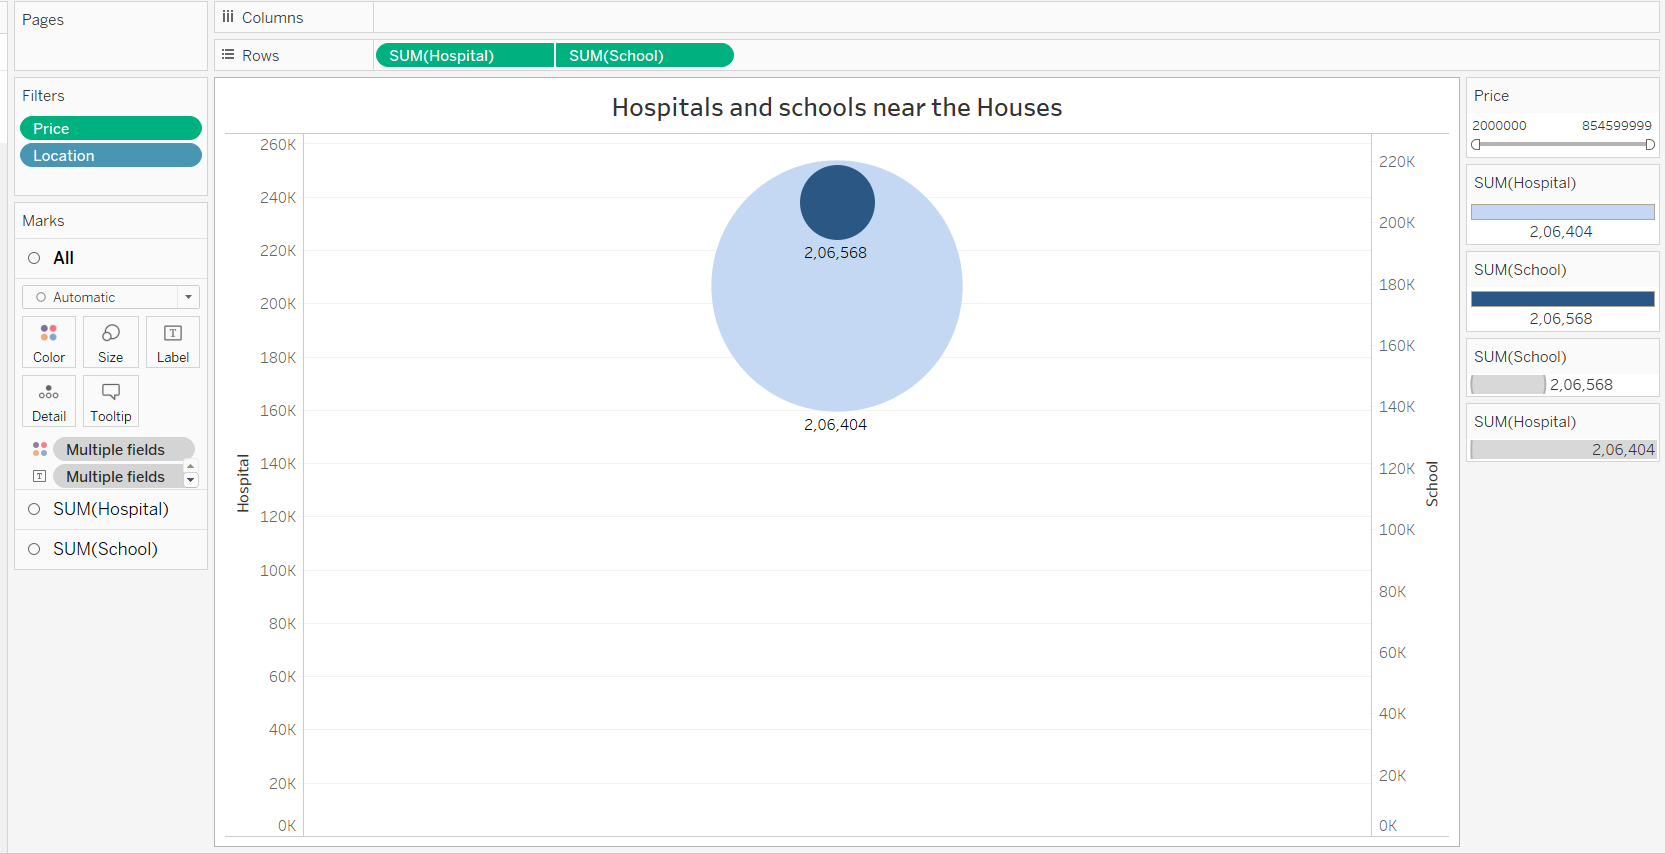 Pages
Columns
Rows
SUM(Hospital)
SUM(School)
Filters
Price
Location
Marks
All
Automatic
Color
Size
Label
Detail
Tooltip
Multiple fields
Multiple fields
SUM(Hospital)
SUM(School)
Hospitals and schools near the Houses
Hospital
260K
240K
220K
200K
180K
160K
140K
120K
100K
80K
60K
40K
20K
0K
2,06,568
2,06,404
220K
200K
180K
160K
140K
120K
100K
80K
60K
40K
20K
0K
School
Price
2000000 854599999
SUM(Hospital)
2,06,404
SUM(School)
2,06,568
SUM(School)
2,06,568
SUM(Hospital)
2,06,404